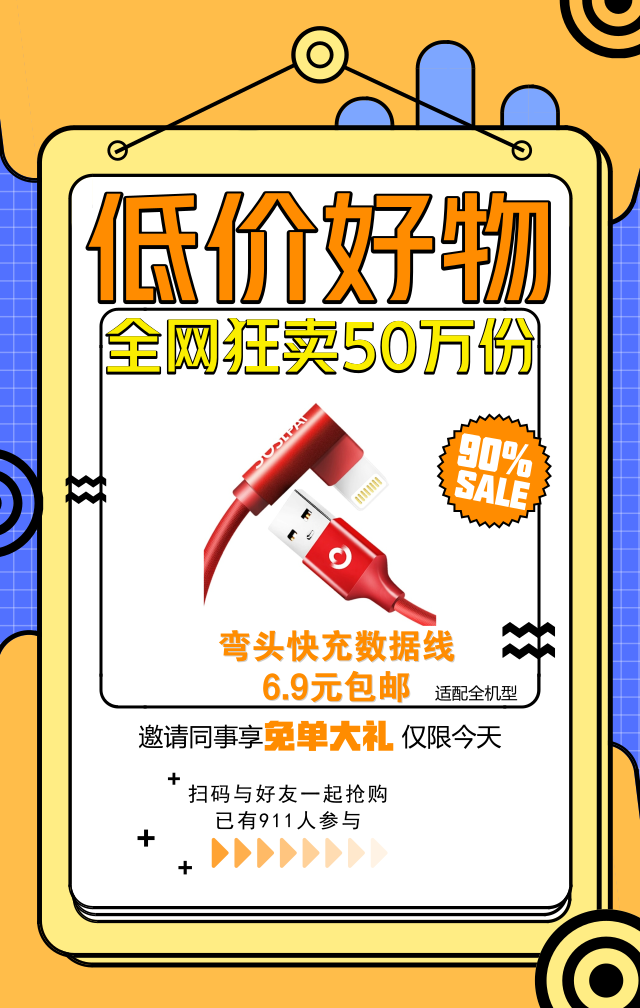 低价好物
全网狂卖50万份
90%
SALE
弯头快充数据线
6.9元包邮
适配全机型
邀请同事享免单大礼 仅限今天
扫码与好友一起抢购
已有911人参与